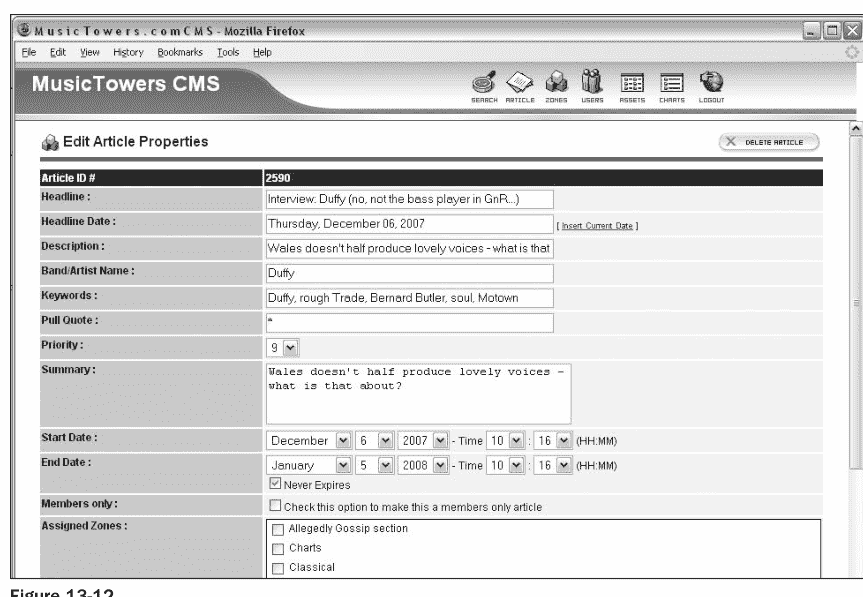 M u s i c T o w e r s . c o m C M S - Mozilla Firefox
File Edit View History Bookmarks Tools Help
MusicTowers CMS
SEARCH ARTICLE ZONES USERS ASSETS CHARTS LOGOUT
Edit Article Properties
X DELETE ARTICLE
Article ID # 2590
Headline : Interview: Duffy (no, not the bass player in GnR...)
Headline Date : Thursday, December 06, 2007 [ Insert Current Date ]
Description : Wales doesn't half produce lovely voices - what is that
Band/Artist Name : Duffy
Keywords : Duffy, rough Trade, Bernard Butler, soul, Motown
Pull Quote : *
Priority : 9
Summary : Wales doesn't half produce lovely voices -
what is that about?
Start Date : December 6 2007 - Time 10 : 16 (HH:MM)
End Date : January 5 2008 - Time 10 : 16 (HH:MM)
Never Expires
Members only : Check this option to make this a members only article
Assigned Zones : Allegedly Gossip section
Charts
Classical
Figure 13-12